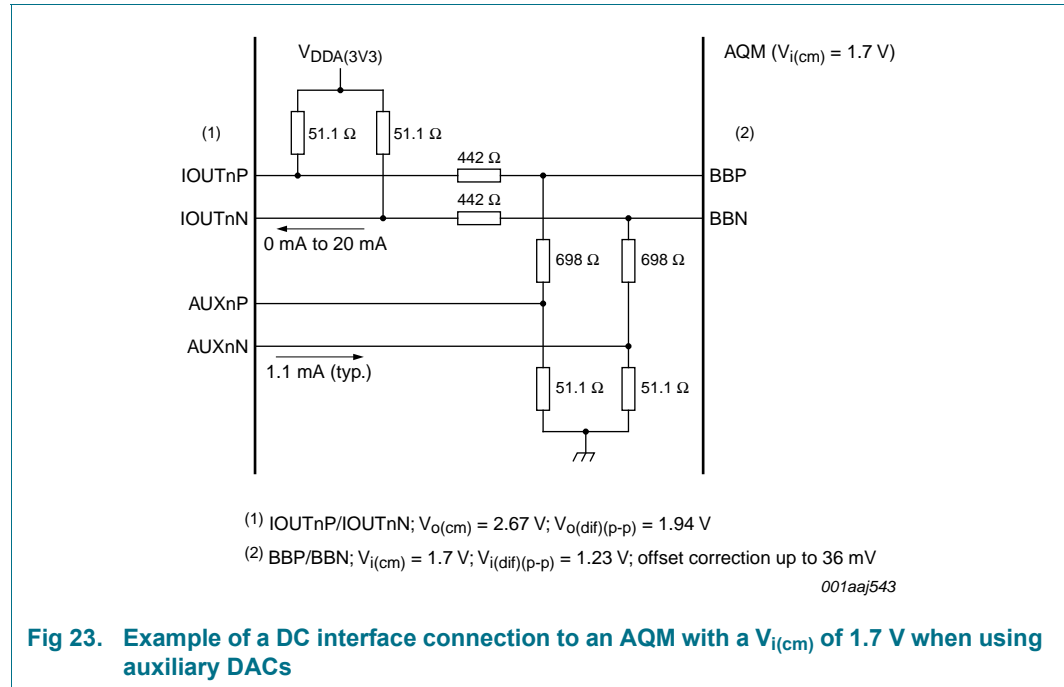 VDDA(3V3)
AQM (Vi(cm) = 1.7 V)
(1)
51.1 Ω
51.1 Ω
(2)
442 Ω
IOUTnP
BBP
442 Ω
IOUTnN
BBN
0 mA to 20 mA
698 Ω
698 Ω
AUXnP
AUXnN
1.1 mA (typ.)
51.1 Ω
51.1 Ω
(1) IOUTnP/IOUTnN; Vo(cm) = 2.67 V; Vo(dif)(p-p) = 1.94 V
(2) BBP/BBN; Vi(cm) = 1.7 V; Vi(dif)(p-p) = 1.23 V; offset correction up to 36 mV
001aaj543
Fig 23. Example of a DC interface connection to an AQM with a Vi(cm) of 1.7 V when using
auxiliary DACs